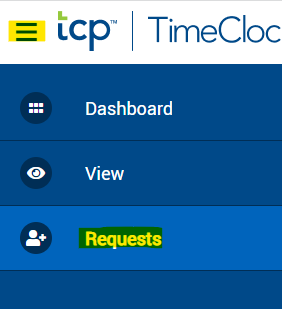 tcp™ TimeCloc
Dashboard
View
Requests